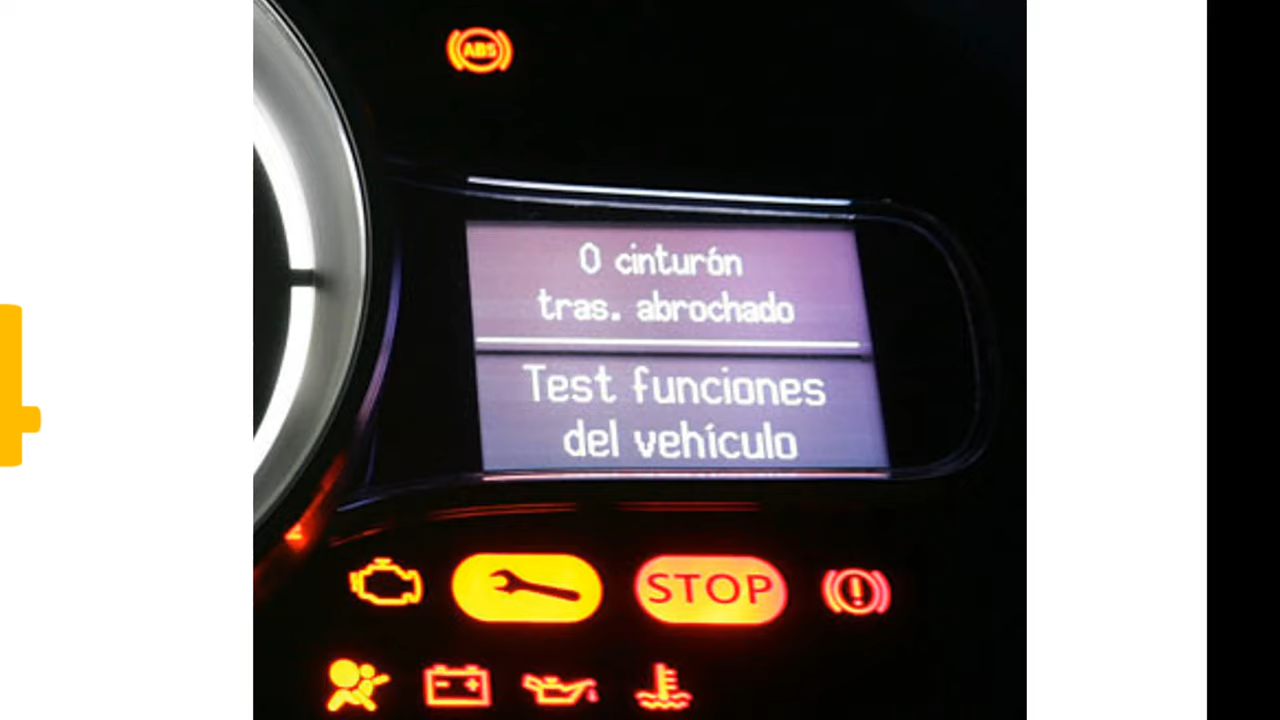 ABS
0 cinturón
tras. abrochado
Test funciones
del vehículo
STOP